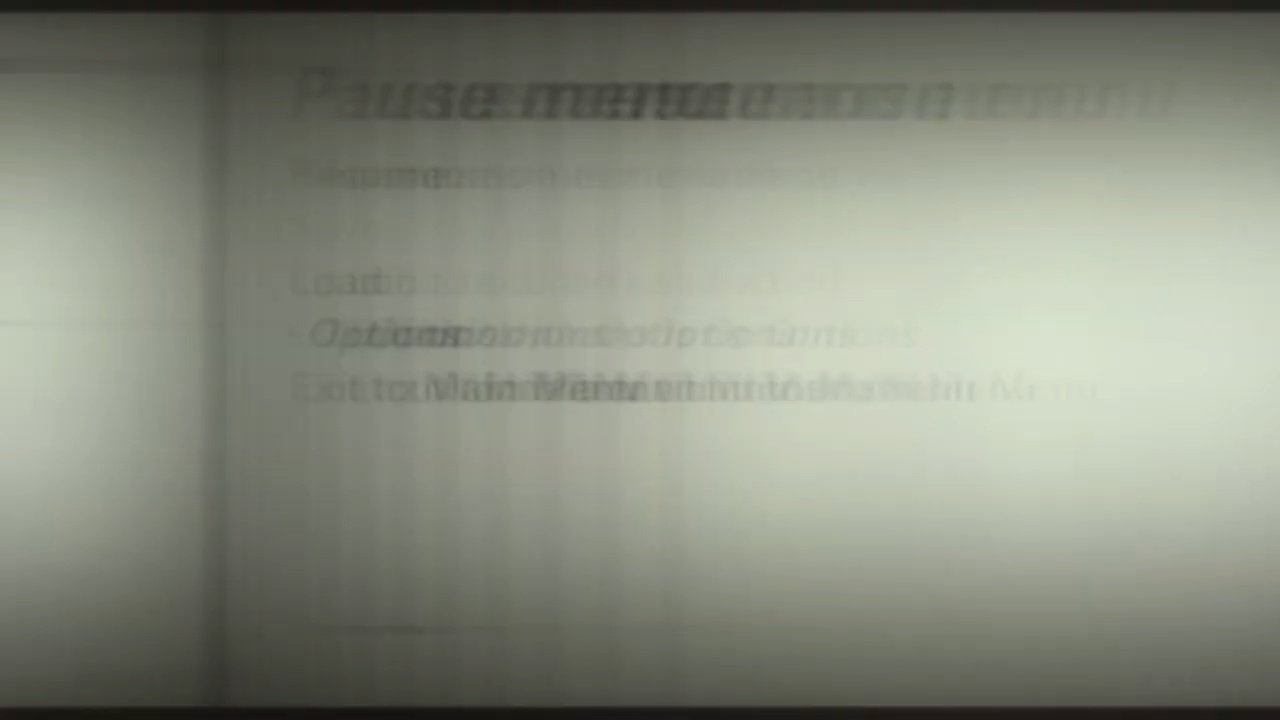 Pause menu
Resume
Load
- Options
Exit to Main Menu